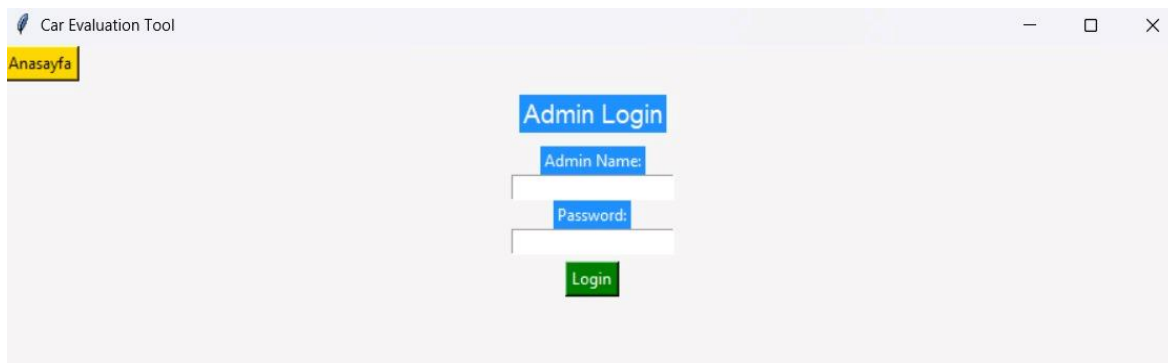 Car Evaluation Tool
Anasayfa
Admin Login
Admin Name:
Password:
Login